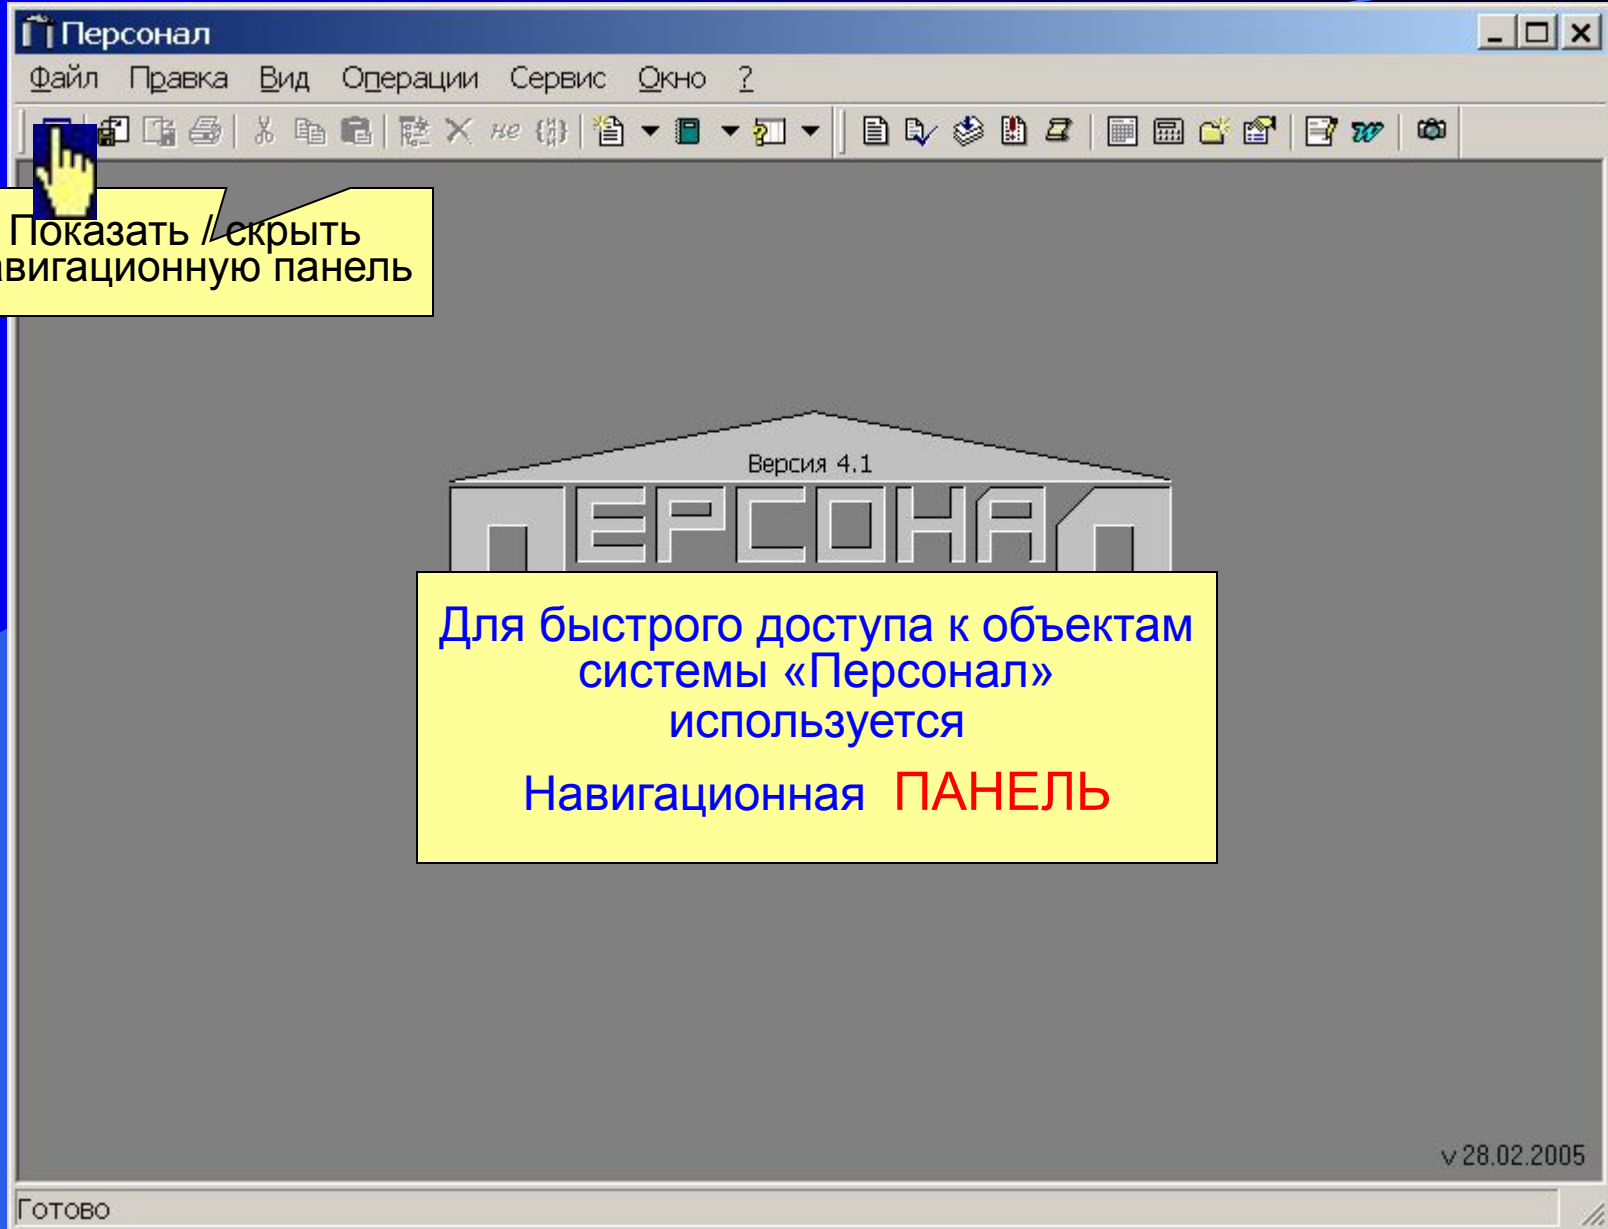 Персонал
Файл Правка Вид Операции Сервис Окно ?
не {#}
Показать / скрыть
авигационную панель
Версия 4.1
ПЕРСОНАЛ
Для быстрого доступа к объектам
системы «Персонал»
используется
Навигационная ПАНЕЛЬ
v 28.02.2005
Готово